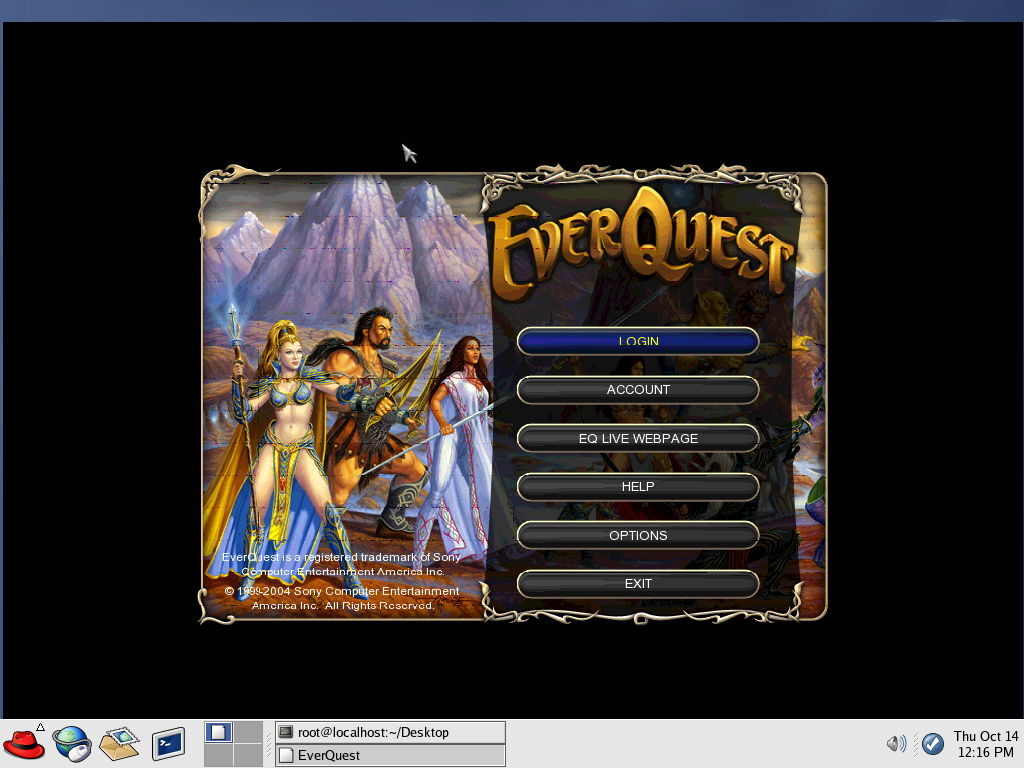 EverQuest
LOGIN
ACCOUNT
EQ LIVE WEBPAGE
HELP
OPTIONS
EXIT
EverQuest is a registered trademark of Sony
Computer Entertainment America Inc.
© 1999-2004 Sony Computer Entertainment
America Inc. All Rights Reserved.
root@localhost:~/Desktop
EverQuest
Thu Oct 14
12:16 PM